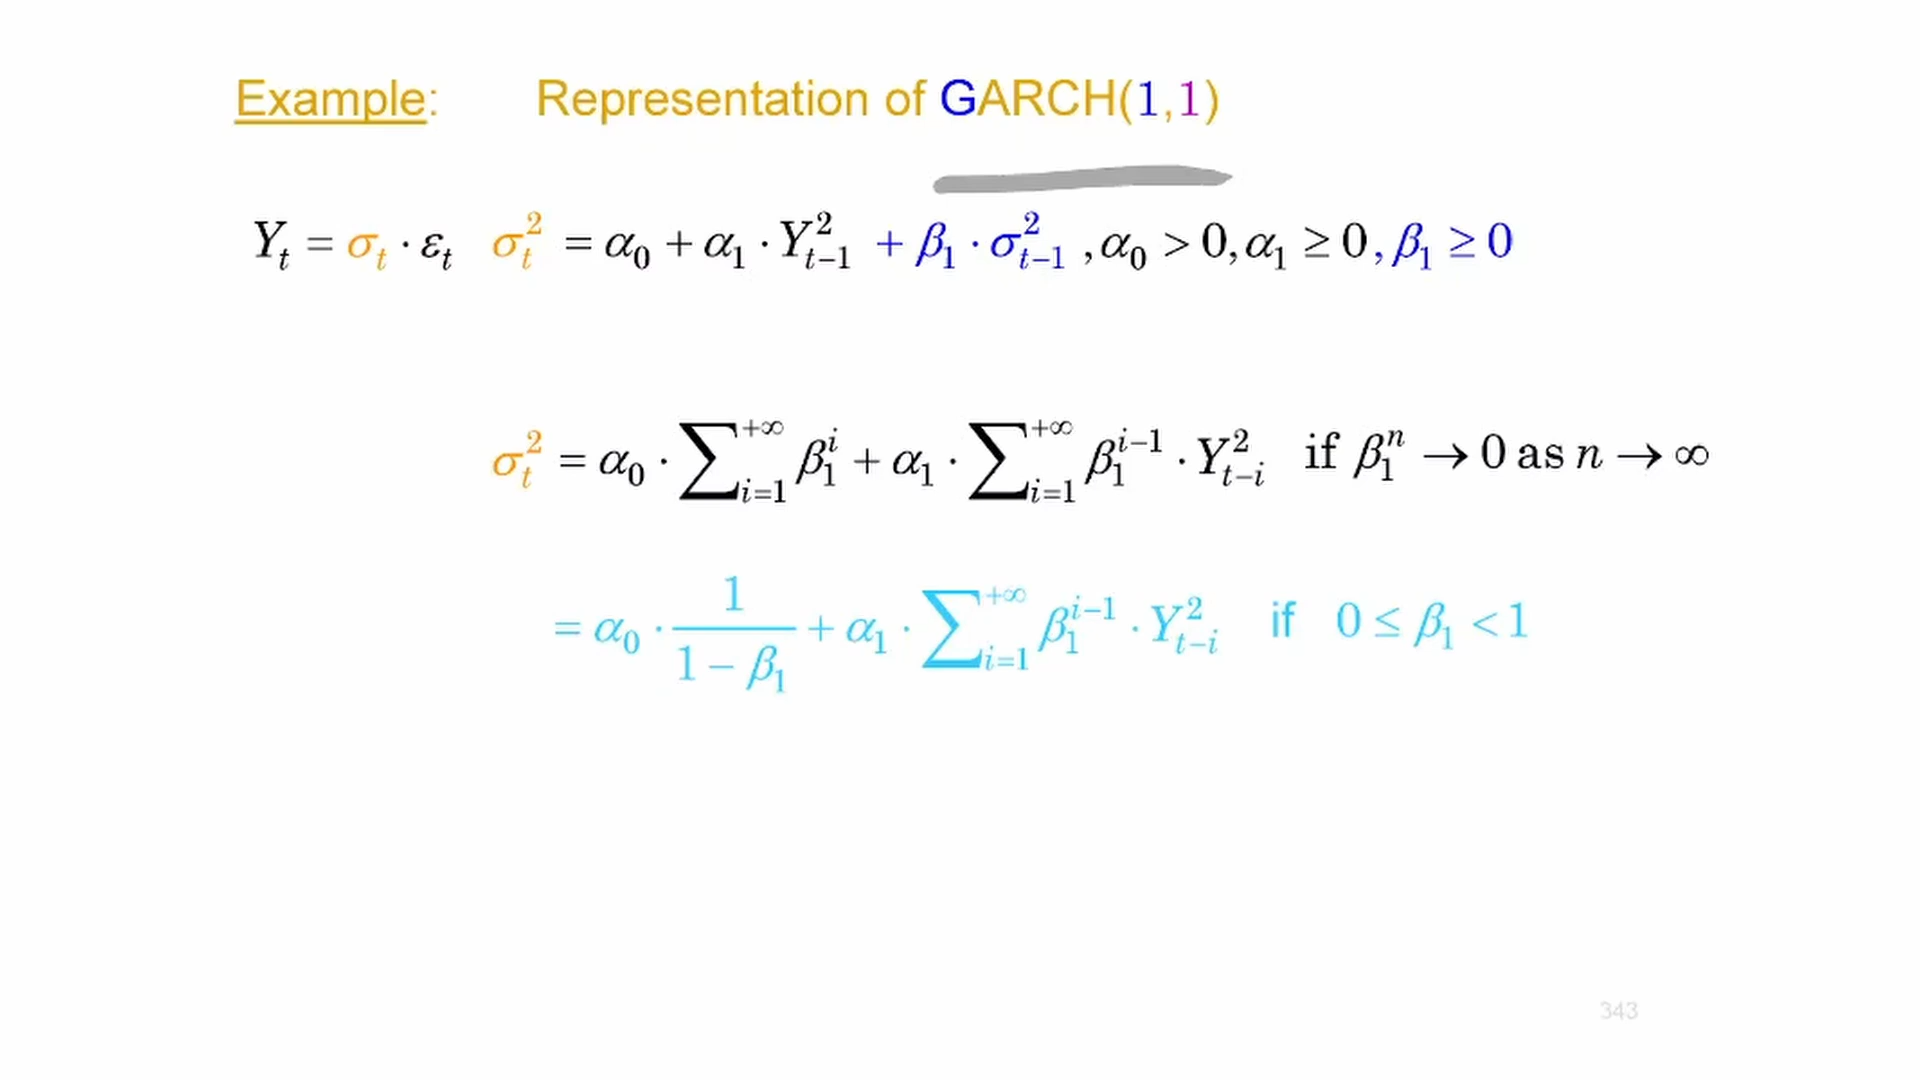 Example: Representation of GARCH(1,1)
Y_t = σ_t · ε_t σ_t^2 = α_0 + α_1 · Y_{t−1}^2 + β_1 · σ_{t−1}^2 , α_0 > 0, α_1 ≥ 0, β_1 ≥ 0
σ_t^2 = α_0 · ∑_{i=1}^{+∞} β_1^i + α_1 · ∑_{i=1}^{+∞} β_1^{i−1} · Y_{t−i}^2 if β_1^n → 0 as n → ∞
= α_0 · \frac{1}{1 − β_1} + α_1 · ∑_{i=1}^{+∞} β_1^{i−1} · Y_{t−i}^2 if 0 ≤ β_1 < 1
343